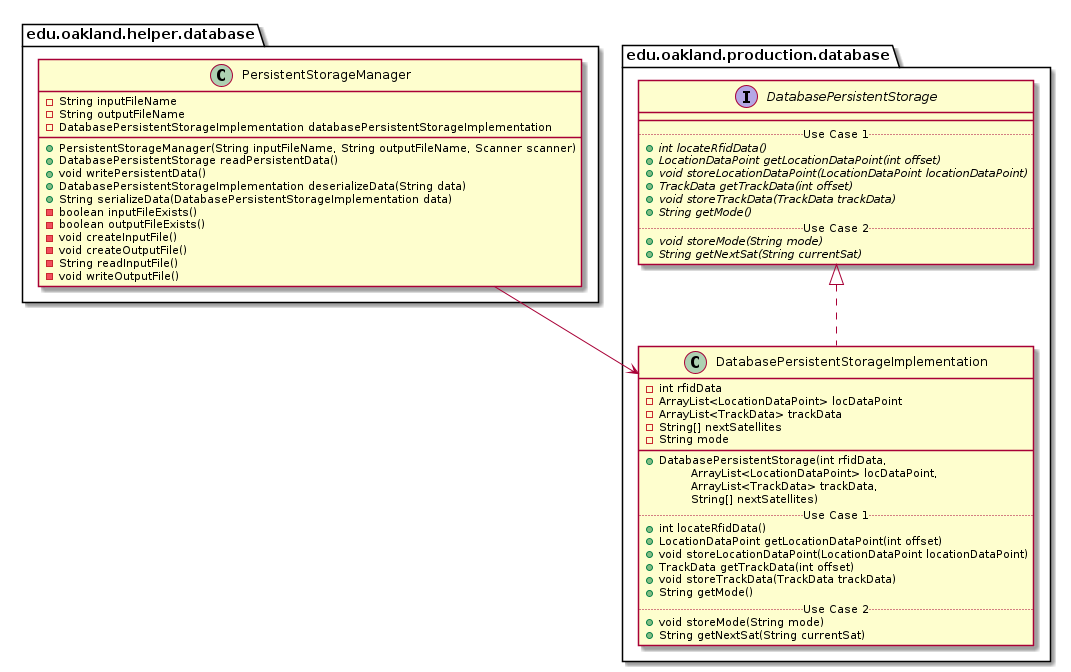 edu.oakland.helper.database
C PersistentStorageManager
String inputFileName
String outputFileName
DatabasePersistentStorageImplementation databasePersistentStorageImplementation
PersistentStorageManager(String inputFileName, String outputFileName, Scanner scanner)
DatabasePersistentStorage readPersistentData()
void writePersistentData()
DatabasePersistentStorageImplementation deserializeData(String data)
String serializeData(DatabasePersistentStorageImplementation data)
boolean inputFileExists()
boolean outputFileExists()
void createInputFile()
void createOutputFile()
String readInputFile()
void writeOutputFile()
edu.oakland.production.database
I DatabasePersistentStorage
Use Case 1
int locateRfidData()
LocationDataPoint getLocationDataPoint(int offset)
void storeLocationDataPoint(LocationDataPoint locationDataPoint)
TrackData getTrackData(int offset)
void storeTrackData(TrackData trackData)
String getMode()
Use Case 2
void storeMode(String mode)
String getNextSat(String currentSat)
C DatabasePersistentStorageImplementation
int rfidData
ArrayList<LocationDataPoint> locDataPoint
ArrayList<TrackData> trackData
String[] nextSatellites
String mode
DatabasePersistentStorage(int rfidData,
ArrayList<LocationDataPoint> locDataPoint,
ArrayList<TrackData> trackData,
String[] nextSatellites)
Use Case 1
int locateRfidData()
LocationDataPoint getLocationDataPoint(int offset)
void storeLocationDataPoint(LocationDataPoint locationDataPoint)
TrackData getTrackData(int offset)
void storeTrackData(TrackData trackData)
String getMode()
Use Case 2
void storeMode(String mode)
String getNextSat(String currentSat)